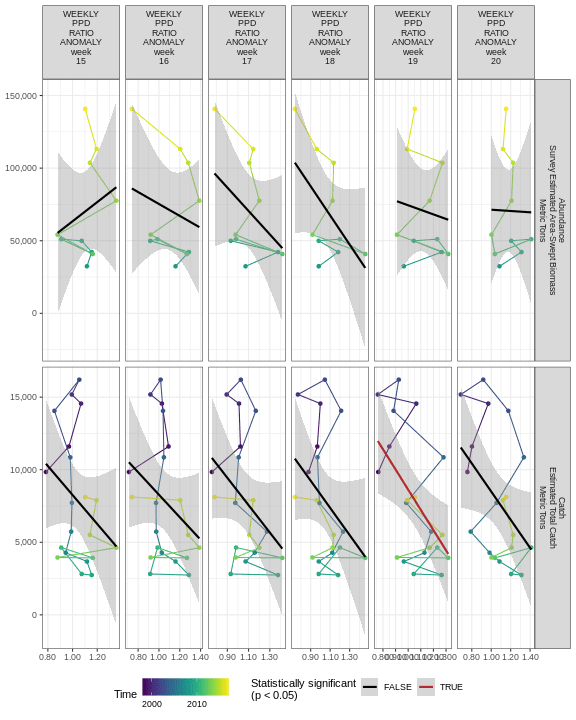 WEEKLY
PPD
RATIO
ANOMALY
week
15
WEEKLY
PPD
RATIO
ANOMALY
week
16
WEEKLY
PPD
RATIO
ANOMALY
week
17
WEEKLY
PPD
RATIO
ANOMALY
week
18
WEEKLY
PPD
RATIO
ANOMALY
week
19
WEEKLY
PPD
RATIO
ANOMALY
week
20
150,000
100,000
50,000
0
Abundance
Survey Estimated Area-Swept Biomass
Metric Tons
15,000
10,000
5,000
0
Catch
Estimated Total Catch
Metric Tons
0.80 1.00 1.20
0.80 1.00 1.20 1.40
0.90 1.10 1.30
0.90 1.10 1.30
1.00 1.20 1.40
Time
2000 2010
Statistically significant
(p < 0.05)
FALSE
TRUE